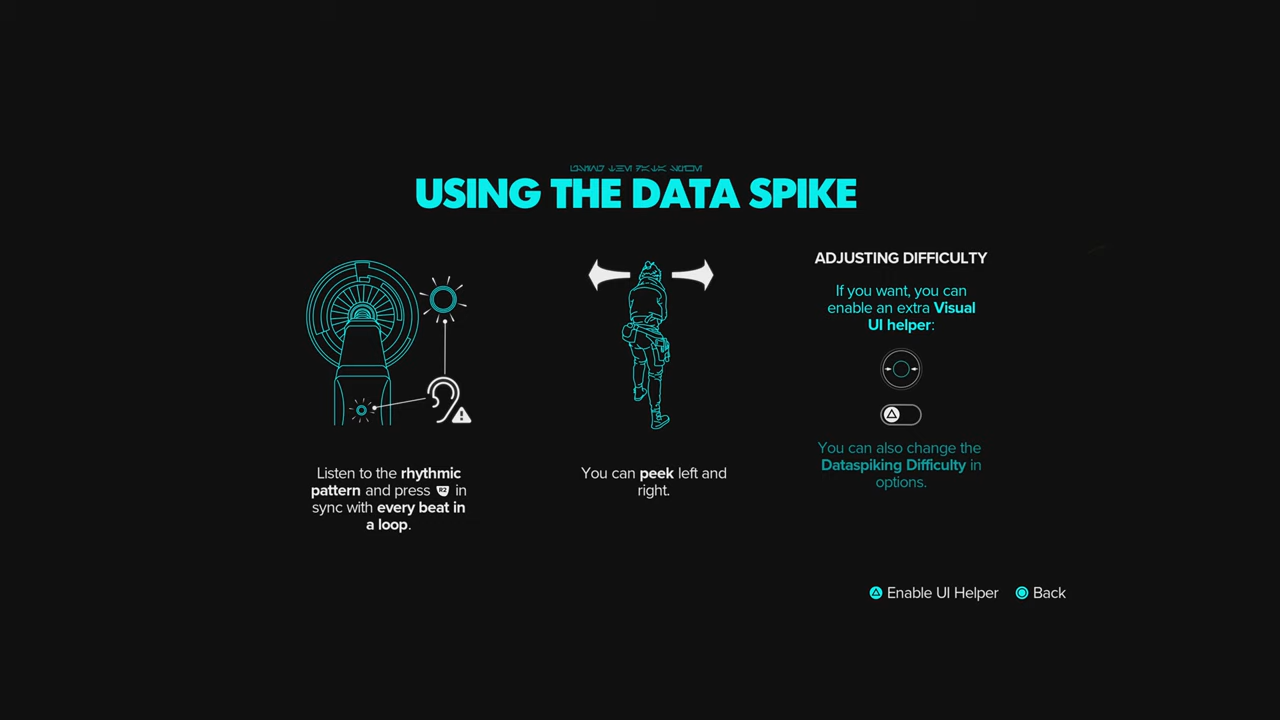 USING THE DATA SPIKE
Listen to the rhythmic
pattern and press R2 in
sync with every beat in
a loop.
You can peek left and
right.
ADJUSTING DIFFICULTY
If you want, you can
enable an extra Visual
UI helper:
You can also change the
Dataspiking Difficulty in
options.
Enable UI Helper
Back